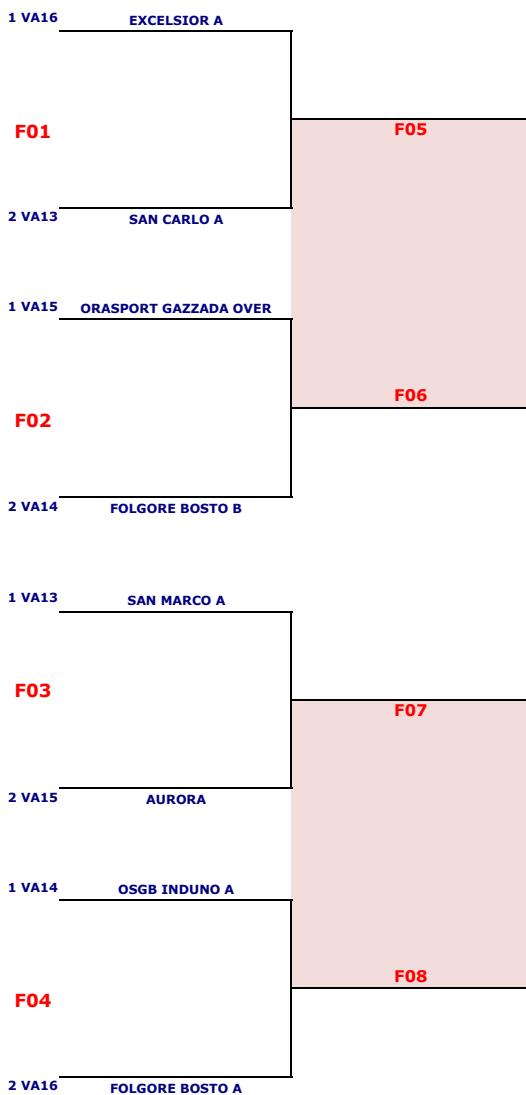 1 VA16 EXCELSIOR A
F01
F05
2 VA13 SAN CARLO A
1 VA15 ORASPORT GAZZADA OVER
F06
F02
2 VA14 FOLGORE BOSTO B
1 VA13 SAN MARCO A
F03
F07
2 VA15 AURORA
1 VA14 OSGB INDUNO A
F08
F04
2 VA16 FOLGORE BOSTO A